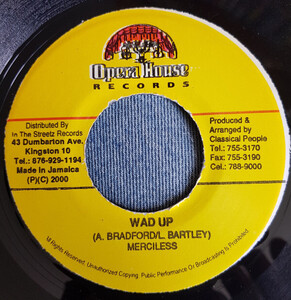 Opera House
RECORDS
Distributed By
In The Streetz Records
43 Dumbarton Ave.
Kingston 10
Tel: 876-929-1194
Made in Jamaica
(P)(C) 2000
Produced &
Arranged by
Classical People
Tel.: 755-3170
Fax: 755-3190
Cel.: 788-9000
WAD UP
(A. BRADFORD/L. BARTLEY)
MERCILESS
All Rights Reserved. Unauthorized Copying, Public Performance Or Broadcasting Is Prohibited.